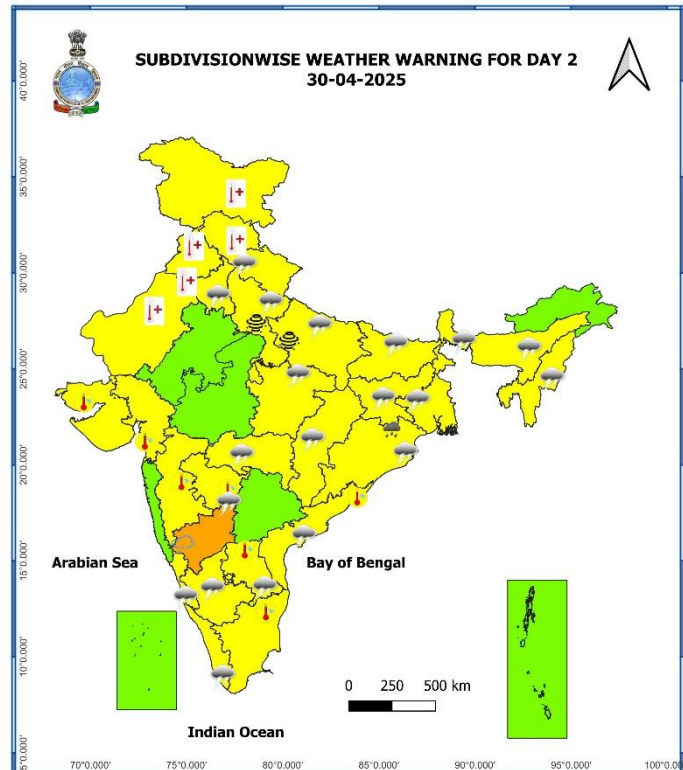 SUBDIVISIONWISE WEATHER WARNING FOR DAY 2
30-04-2025
40°0.000'
35°0.000'
30°0.000'
25°0.000'
20°0.000'
15°0.000'
10°0.000'
5°0.000'
Arabian Sea
Bay of Bengal
0 250 500 km
Indian Ocean
70°0.000' 75°0.000' 80°0.000' 85°0.000' 90°0.000' 95°0.000' 100°0.000'